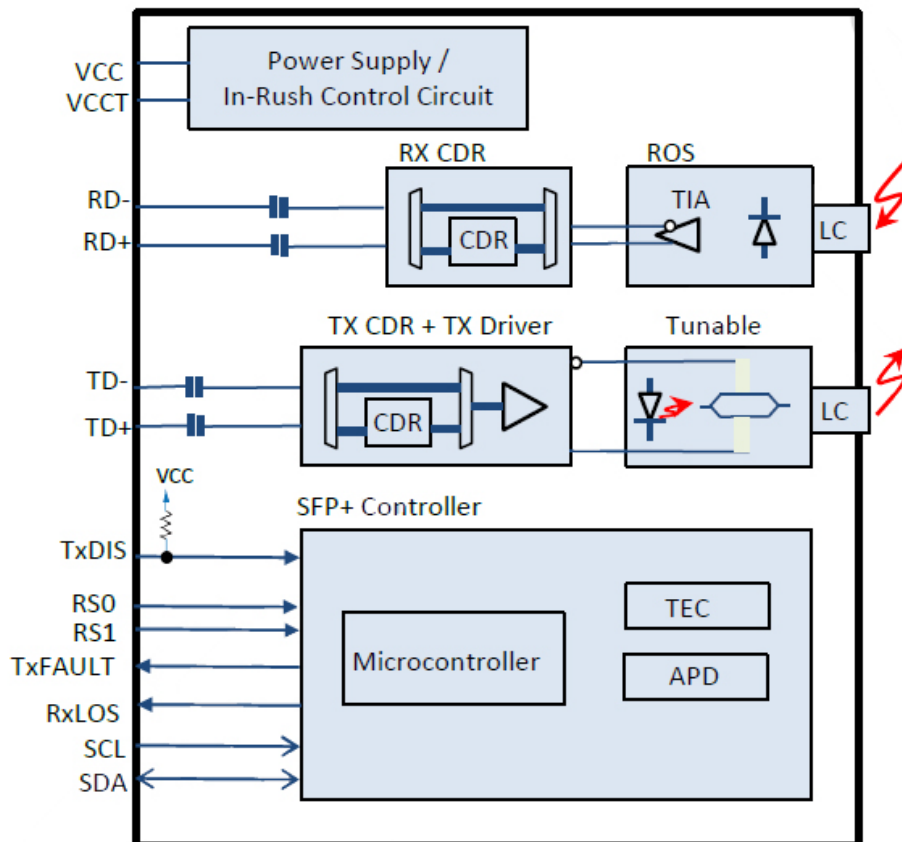 VCC
VCCT
Power Supply /
In-Rush Control Circuit
RX CDR
ROS
RD-
RD+
CDR
TIA
LC
TX CDR + TX Driver
Tunable
TD-
TD+
CDR
LC
VCC
SFP+ Controller
TxDIS
RS0
RS1
TxFAULT
RxLOS
SCL
SDA
Microcontroller
TEC
APD